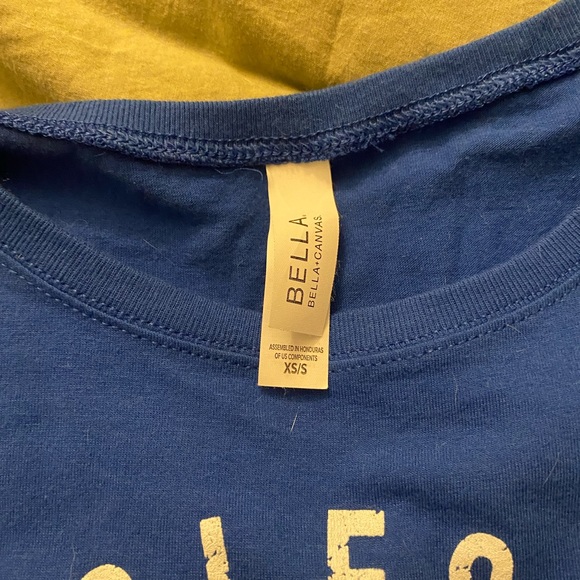 BELLA
BELLA+CANVAS.
ASSEMBLED IN HONDURAS
OF US COMPONENTS
XS/S